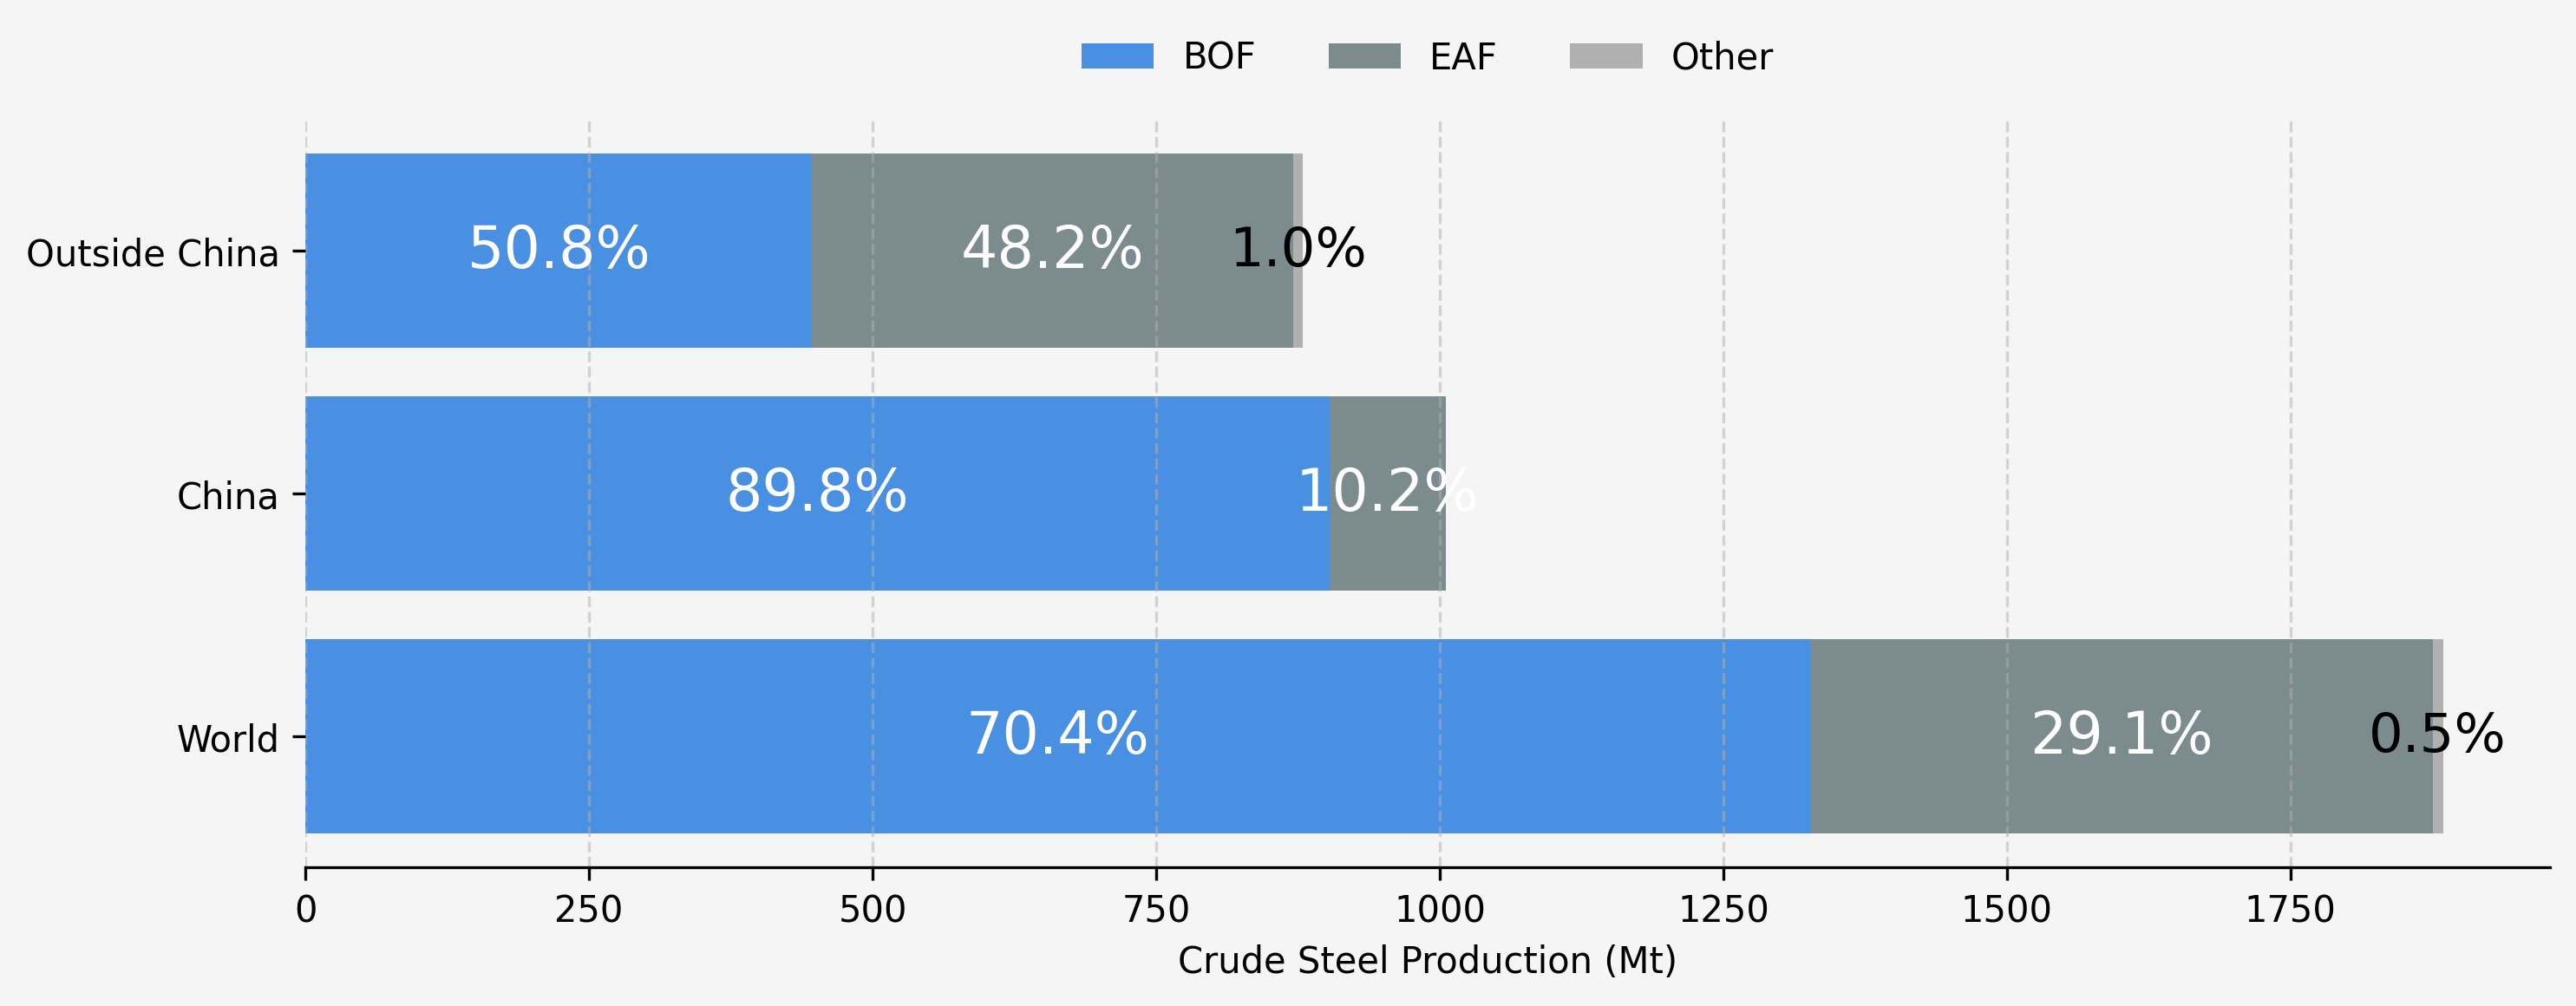 BOF EAF Other
Outside China 50.8% 48.2% 1.0%
China 89.8% 10.2%
World 70.4% 29.1% 0.5%
0 250 500 750 1000 1250 1500 1750
Crude Steel Production (Mt)